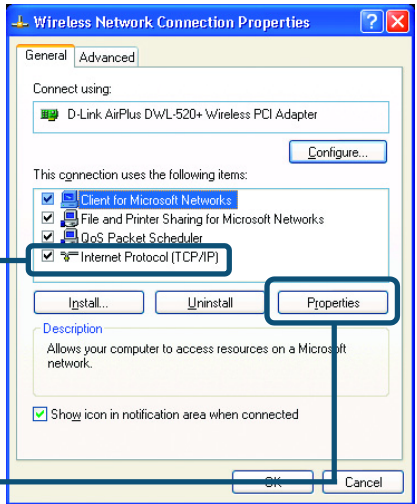 Wireless Network Connection Properties
General Advanced
Connect using:
D-Link AirPlus DWL-520+ Wireless PCI Adapter
Configure...
This connection uses the following items:
Client for Microsoft Networks
File and Printer Sharing for Microsoft Networks
QoS Packet Scheduler
Internet Protocol (TCP/IP)
Install... Uninstall Properties
Description
Allows your computer to access resources on a Microsoft
network.
Show icon in notification area when connected
OK Cancel